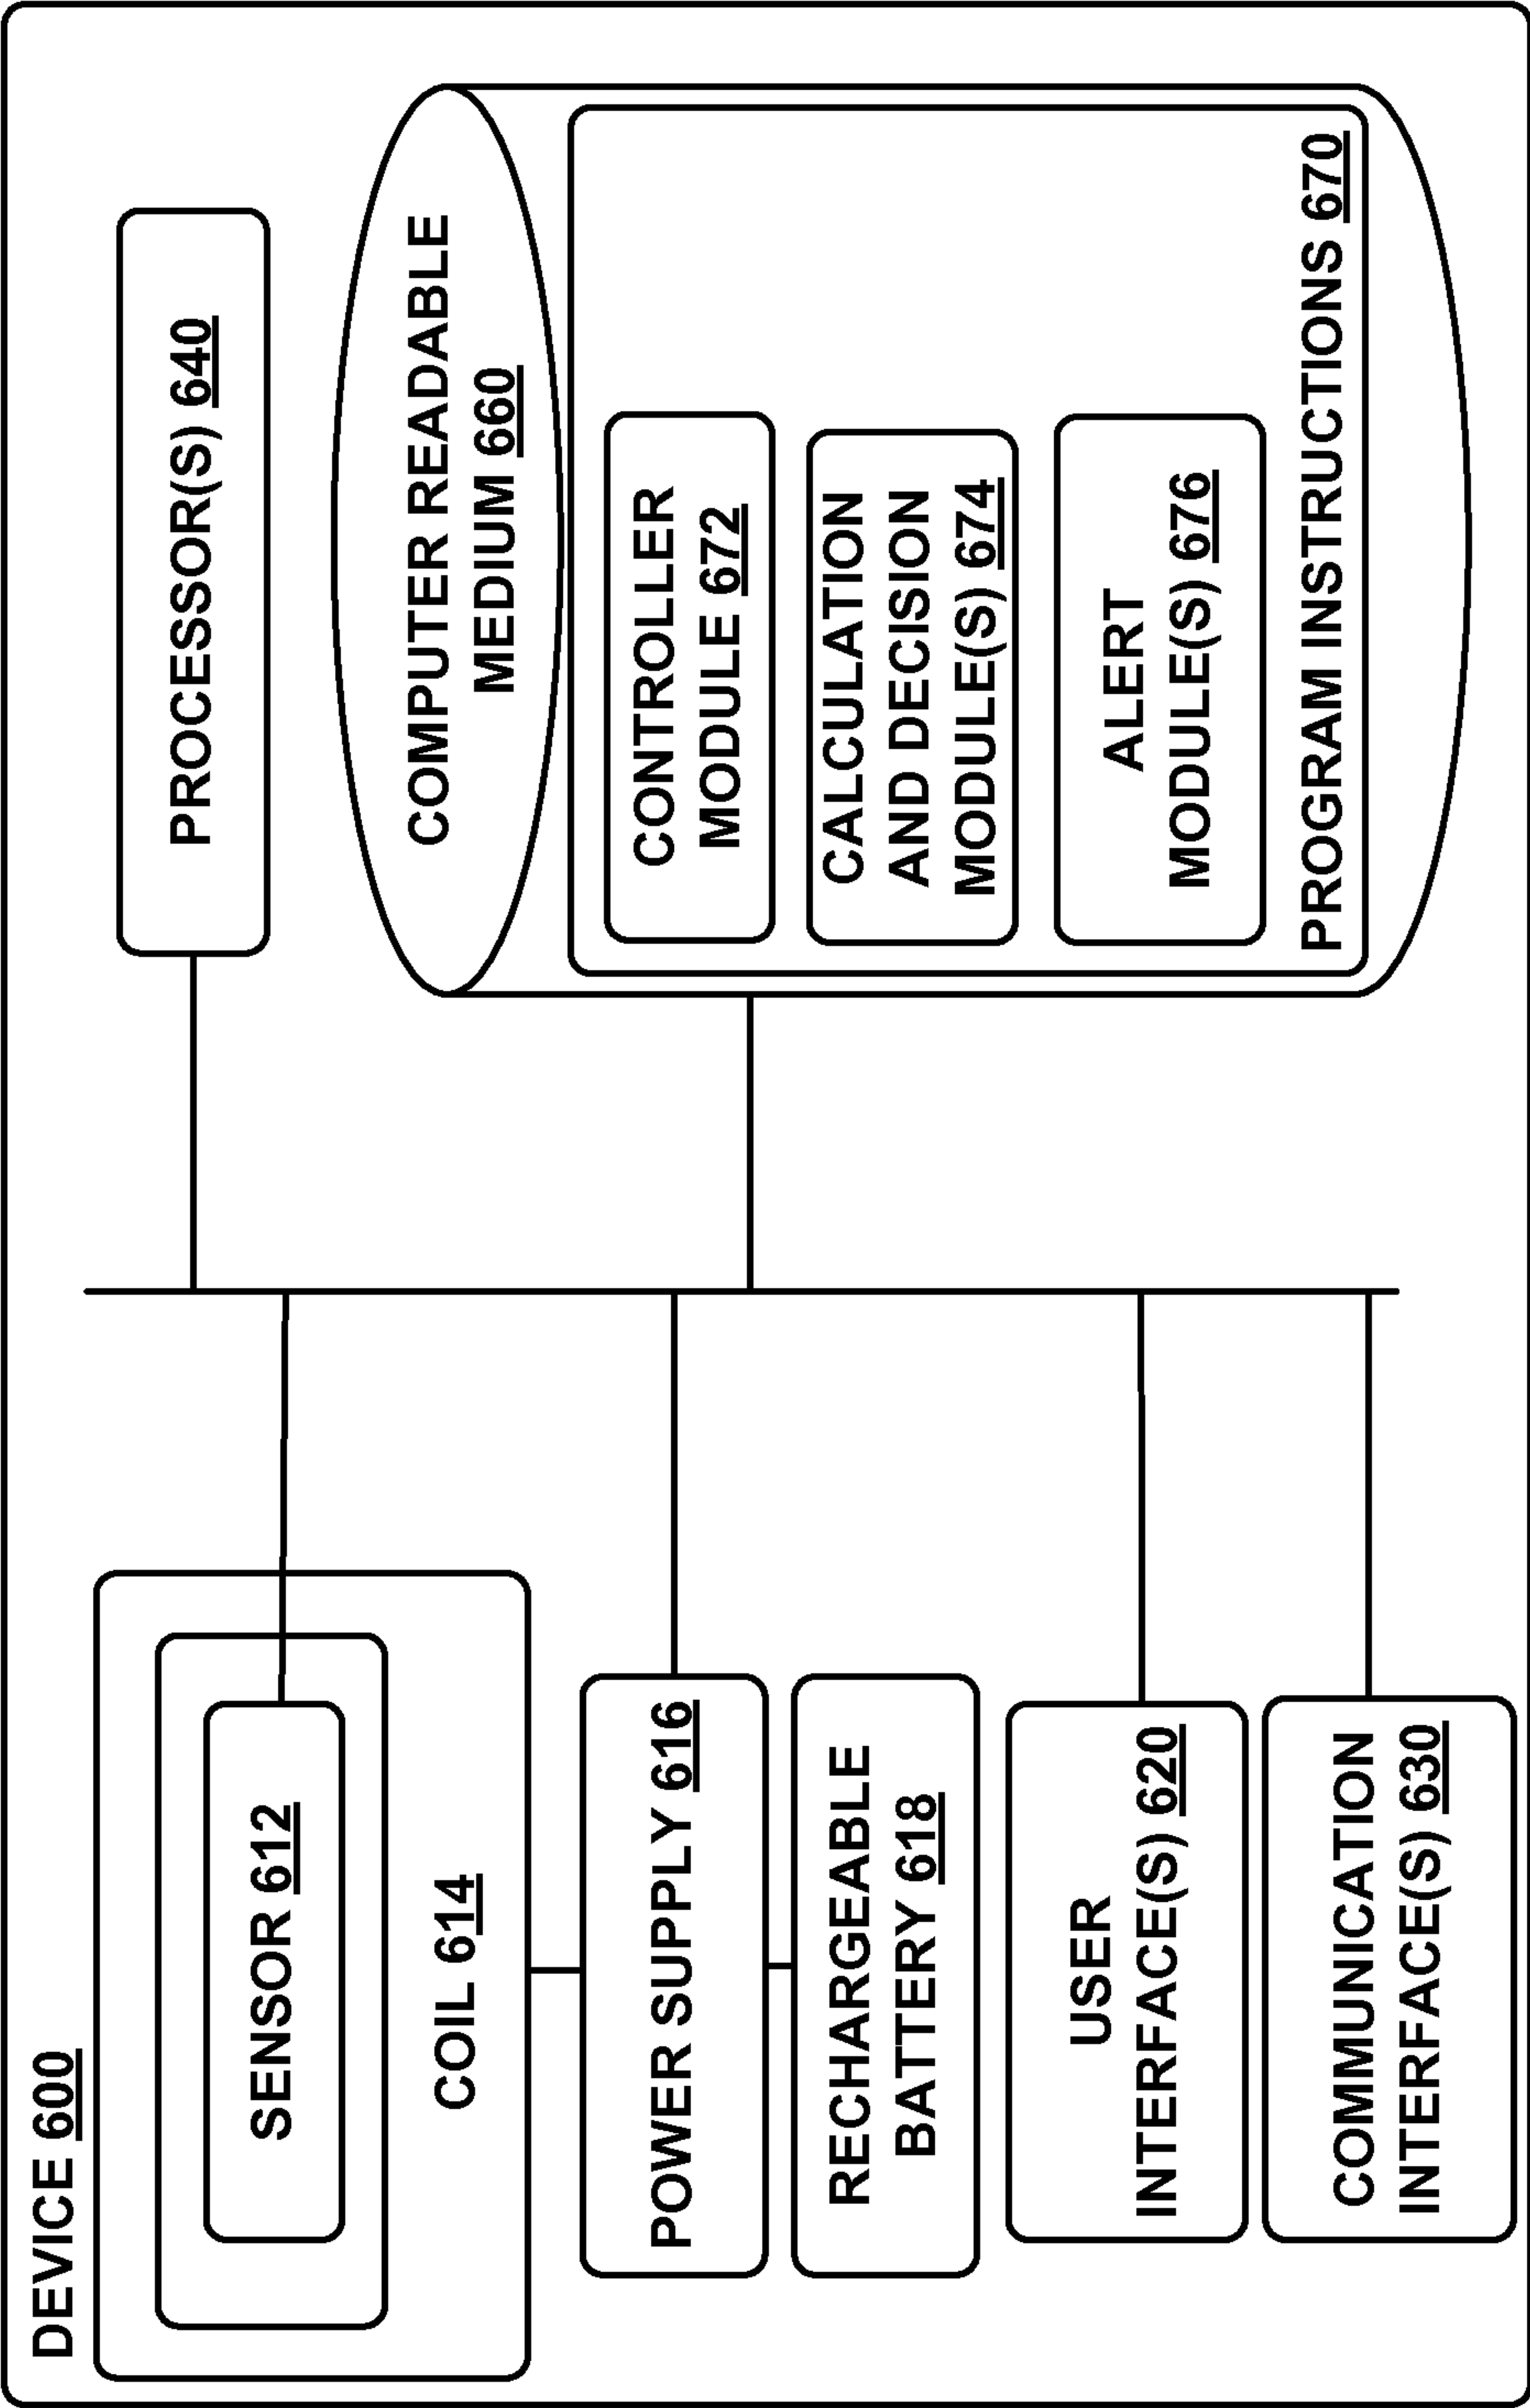 DEVICE 600
SENSOR 612
COIL 614
POWER SUPPLY 616
RECHARGEABLE
BATTERY 618
USER
INTERFACE(S) 620
COMMUNICATION
INTERFACE(S) 630
PROCESSOR(S) 640
COMPUTER READABLE
MEDIUM 660
CONTROLLER
MODULE 672
CALCULATION
AND DECISION
MODULE(S) 674
ALERT
MODULE(S) 676
PROGRAM INSTRUCTIONS 670